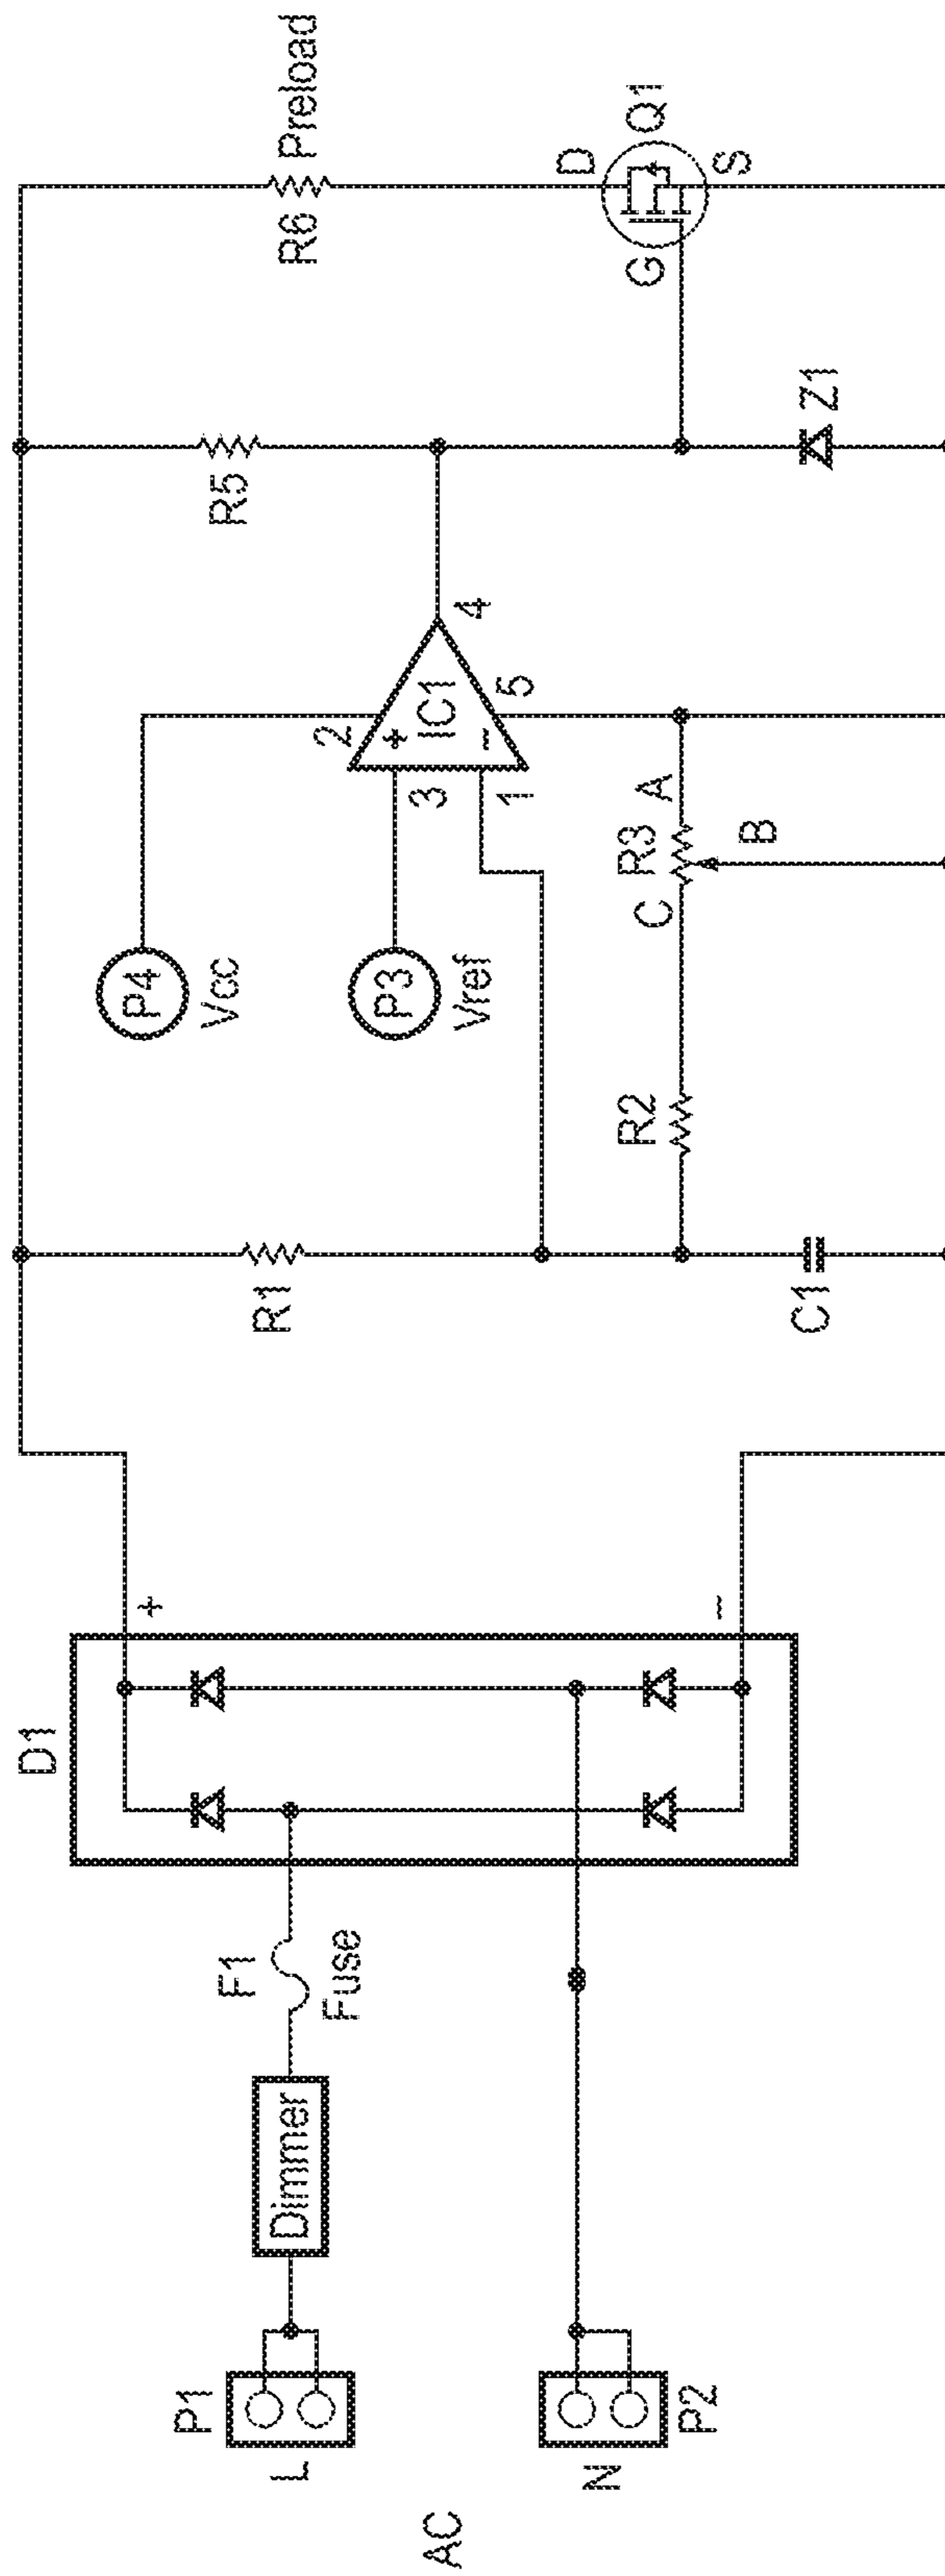 AC
L
P1
N
P2
Dimmer
F1
Fuse
D1
+
−
R1
C1
R2
P4
Vcc
P3
Vref
C
R3
A
B
2
3
+
IC1
−
1
5
4
R5
Z1
R6
Preload
D
G
Q1
S